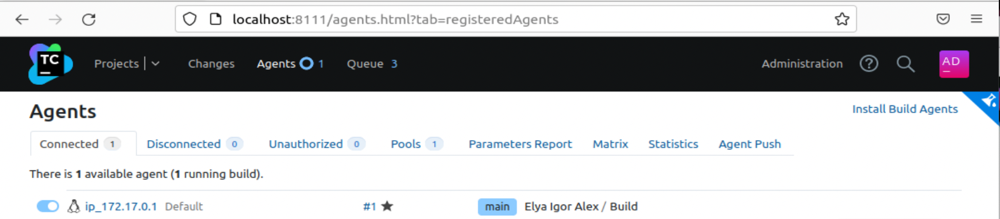 localhost:8111/agents.html?tab=registeredAgents
TC Projects Changes Agents 1 Queue 3 Administration ? AD
Agents Install Build Agents
Connected 1 Disconnected 0 Unauthorized 0 Pools 1 Parameters Report Matrix Statistics Agent Push
There is 1 available agent (1 running build).
ip_172.17.0.1 Default #1 main Elya Igor Alex / Build